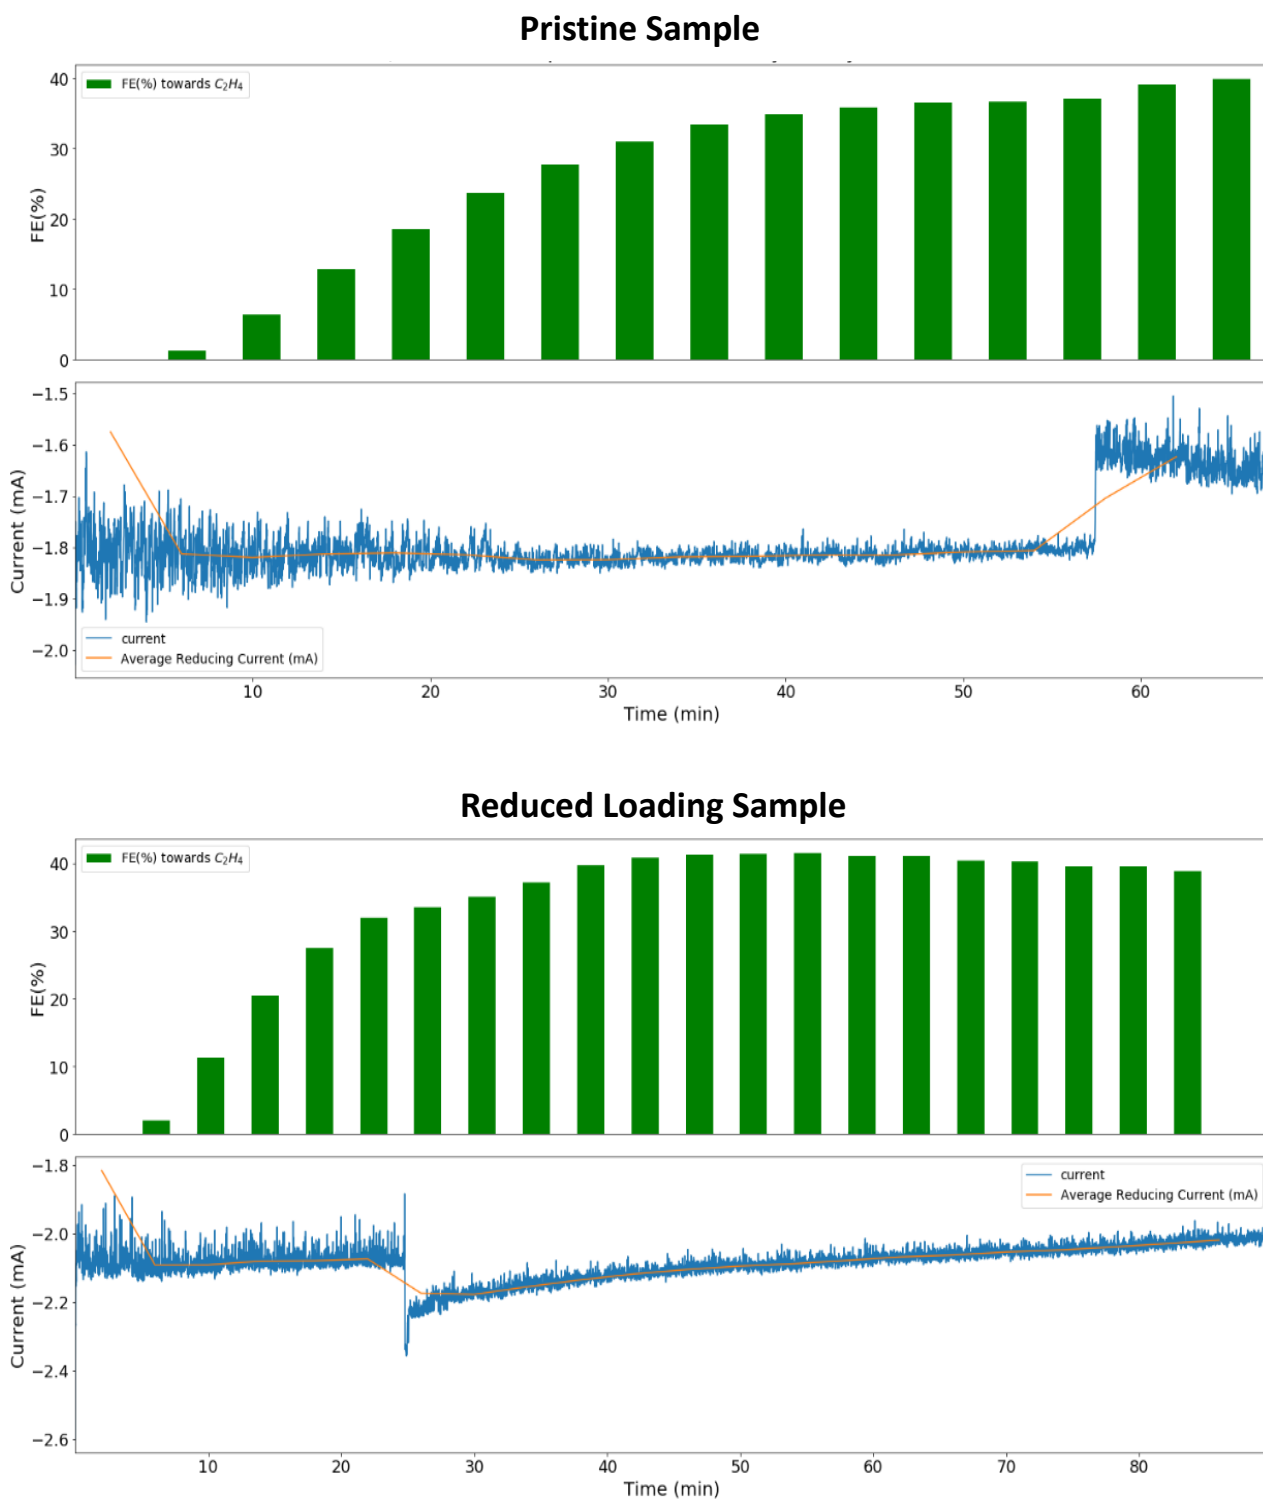 Pristine Sample
FE(%) towards C₂H₄
40
30
20
10
0
FE(%)
−1.5
−1.6
−1.7
−1.8
−1.9
−2.0
Current (mA)
current
Average Reducing Current (mA)
10 20 30 40 50 60
Time (min)
Reduced Loading Sample
FE(%) towards C₂H₄
40
30
20
10
0
FE(%)
−1.8
−2.0
−2.2
−2.4
−2.6
Current (mA)
current
Average Reducing Current (mA)
10 20 30 40 50 60 70 80
Time (min)